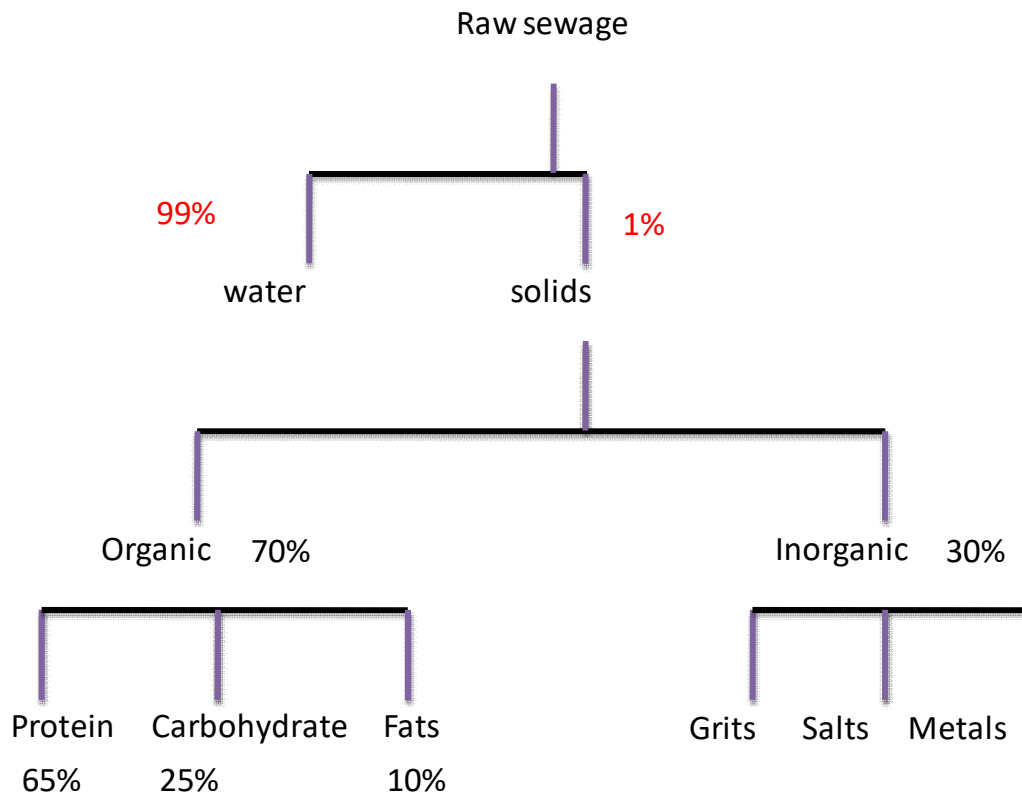 Raw sewage
99% 1%
water solids
Organic 70% Inorganic 30%
Protein Carbohydrate Fats Grits Salts Metals
65% 25% 10%